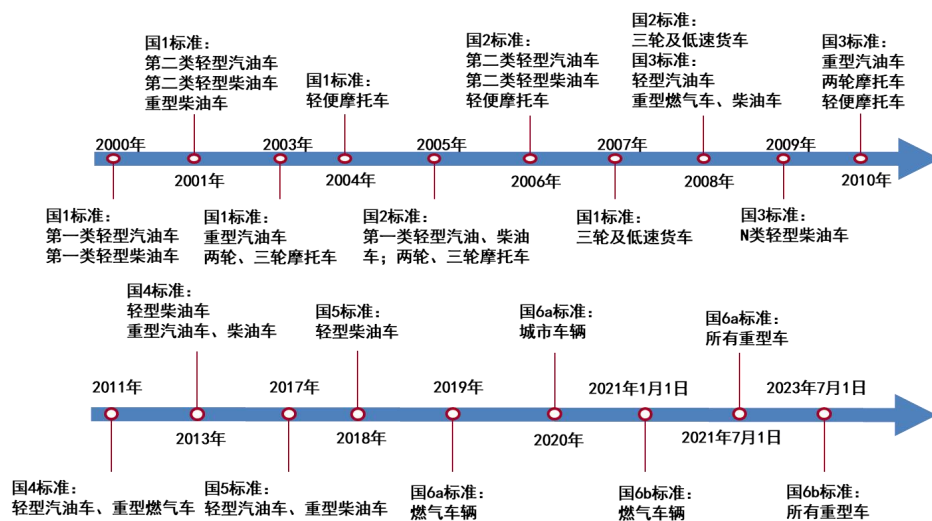 国1标准：
第二类轻型汽油车
第二类轻型柴油车
重型柴油车
国1标准：
轻便摩托车
国2标准：
第二类轻型汽油车
第二类轻型柴油车
轻便摩托车
国2标准：
三轮及低速货车
国3标准：
轻型汽油车
重型燃气车、柴油车
国3标准：
重型汽油车
两轮摩托车
轻便摩托车
2000年
2001年
2003年
2004年
2005年
2006年
2007年
2008年
2009年
2010年
国1标准：
第一类轻型汽油车
第一类轻型柴油车
国1标准：
重型汽油车
两轮、三轮摩托车
国2标准：
第一类轻型汽油、柴油
车；两轮、三轮摩托车
国1标准：
三轮及低速货车
国3标准：
N类轻型柴油车
国4标准：
轻型柴油车
重型汽油车、柴油车
国5标准：
轻型柴油车
国6a标准：
城市车辆
国6a标准：
所有重型车
2011年
2013年
2017年
2018年
2019年
2020年
2021年1月1日
2021年7月1日
2023年7月1日
国4标准：
轻型汽油车、重型燃气车
国5标准：
轻型汽油车、重型柴油车
国6a标准：
燃气车辆
国6b标准：
燃气车辆
国6b标准：
所有重型车